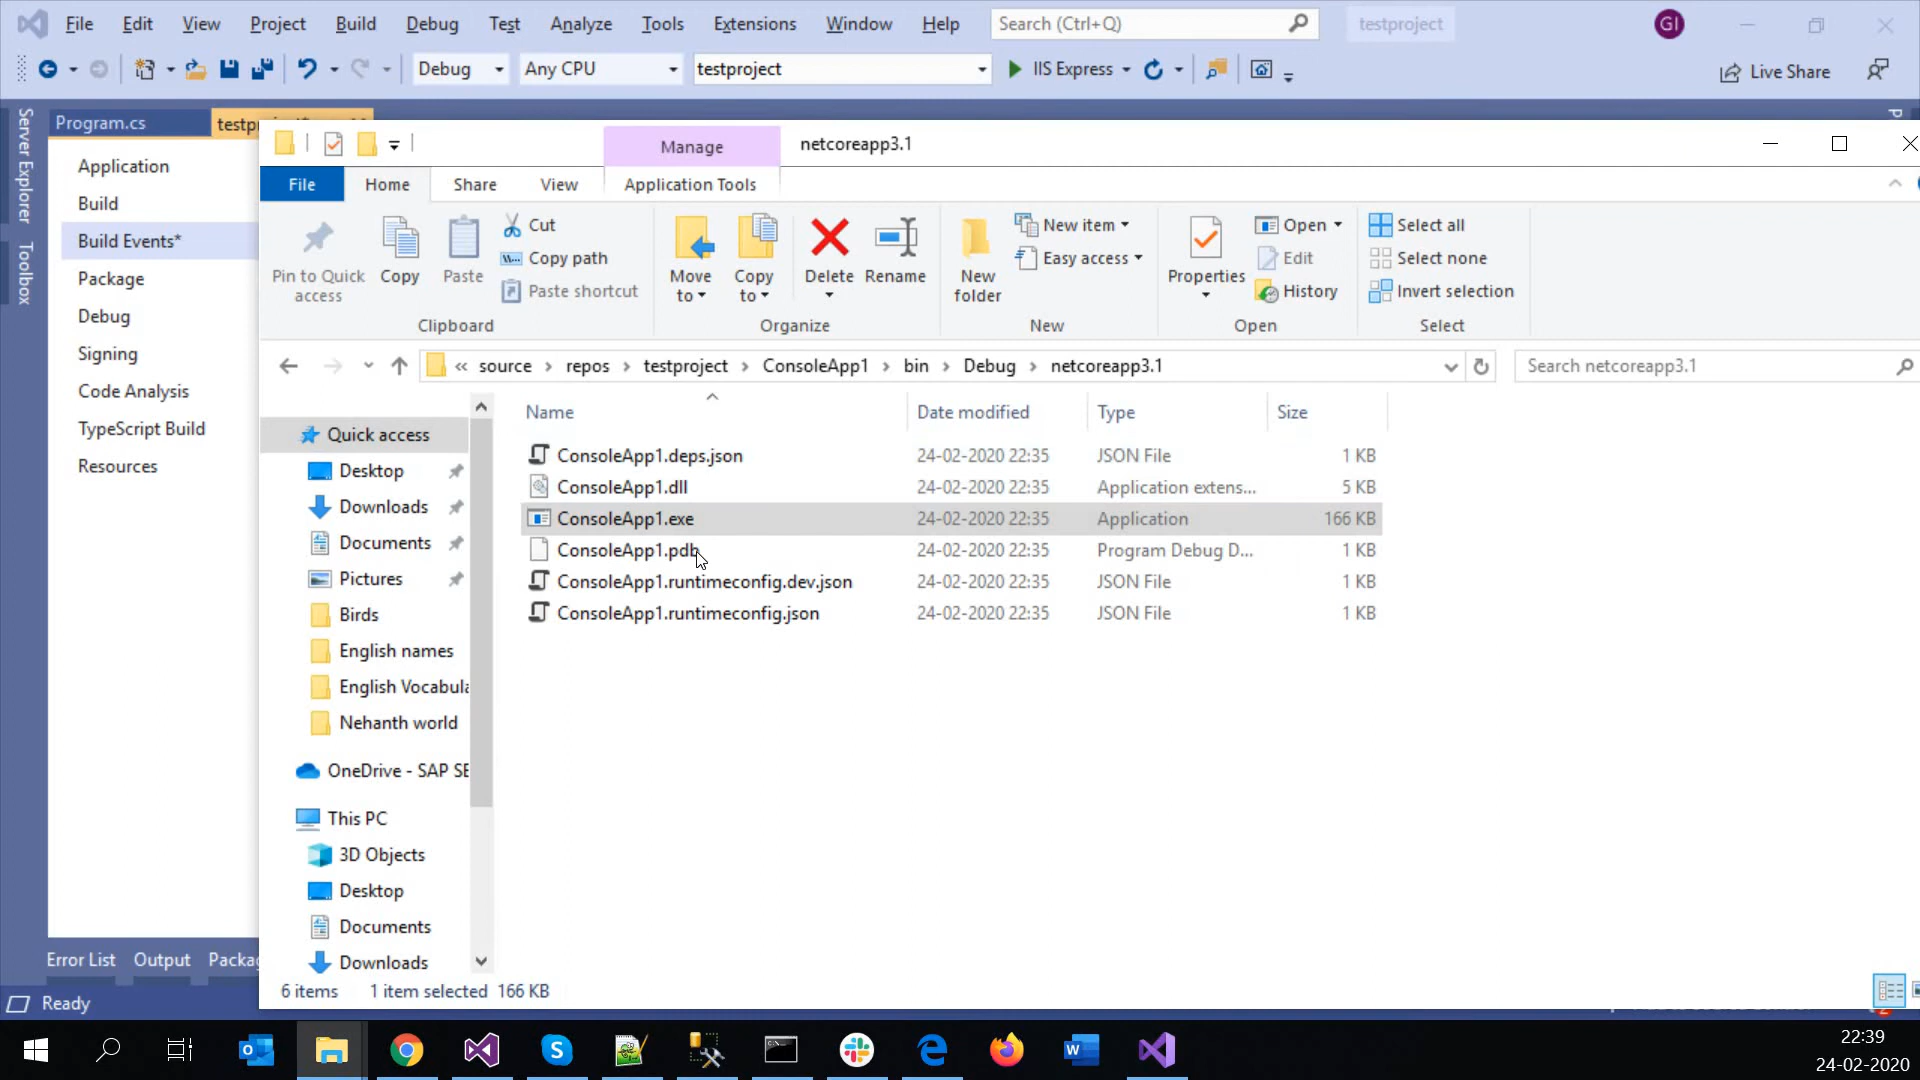 File Edit View Project Build Debug Test Analyze Tools Extensions Window Help Search (Ctrl+Q) testproject GI
Debug Any CPU testproject IIS Express Live Share
Server Explorer
Toolbox
Program.cs
Application
Build
Build Events*
Package
Debug
Signing
Code Analysis
TypeScript Build
Resources
Error List Output
Ready
Manage netcoreapp3.1
File Home Share View Application Tools
Pin to Quick access
Copy
Paste
Cut
Copy path
Paste shortcut
Clipboard
Move to
Copy to
Delete
Rename
Organize
New folder
New item
Easy access
New
Properties
Open
Edit
History
Open
Select all
Select none
Invert selection
Select
« source › repos › testproject › ConsoleApp1 › bin › Debug › netcoreapp3.1
Search netcoreapp3.1
Quick access
Desktop
Downloads
Documents
Pictures
Birds
English names
English Vocabula
Nehanth world
OneDrive - SAP SE
This PC
3D Objects
Desktop
Documents
Downloads
Name Date modified Type Size
ConsoleApp1.deps.json 24-02-2020 22:35 JSON File 1 KB
ConsoleApp1.dll 24-02-2020 22:35 Application extens... 5 KB
ConsoleApp1.exe 24-02-2020 22:35 Application 166 KB
ConsoleApp1.pdb 24-02-2020 22:35 Program Debug D... 1 KB
ConsoleApp1.runtimeconfig.dev.json 24-02-2020 22:35 JSON File 1 KB
ConsoleApp1.runtimeconfig.json 24-02-2020 22:35 JSON File 1 KB
6 items 1 item selected 166 KB
22:39
24-02-2020